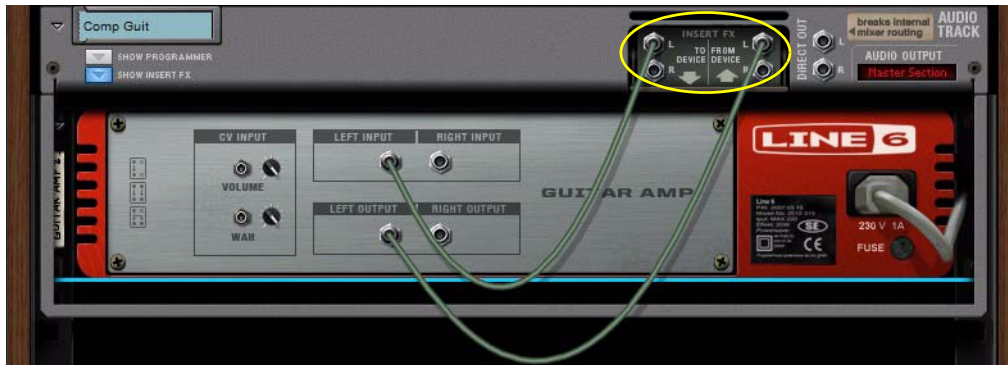 Comp Guit
SHOW PROGRAMMER
SHOW INSERT FX
INSERT FX
L TO DEVICE FROM DEVICE L
R R
DIRECT OUT
L
R
breaks internal
mixer routing
AUDIO
TRACK
AUDIO OUTPUT
Master Section
GUITAR AMP
CV INPUT
VOLUME
WAH
LEFT INPUT RIGHT INPUT
LEFT OUTPUT RIGHT OUTPUT
GUITAR AMP
LINE 6
Line 6
SE
CE
230 V 1A
FUSE